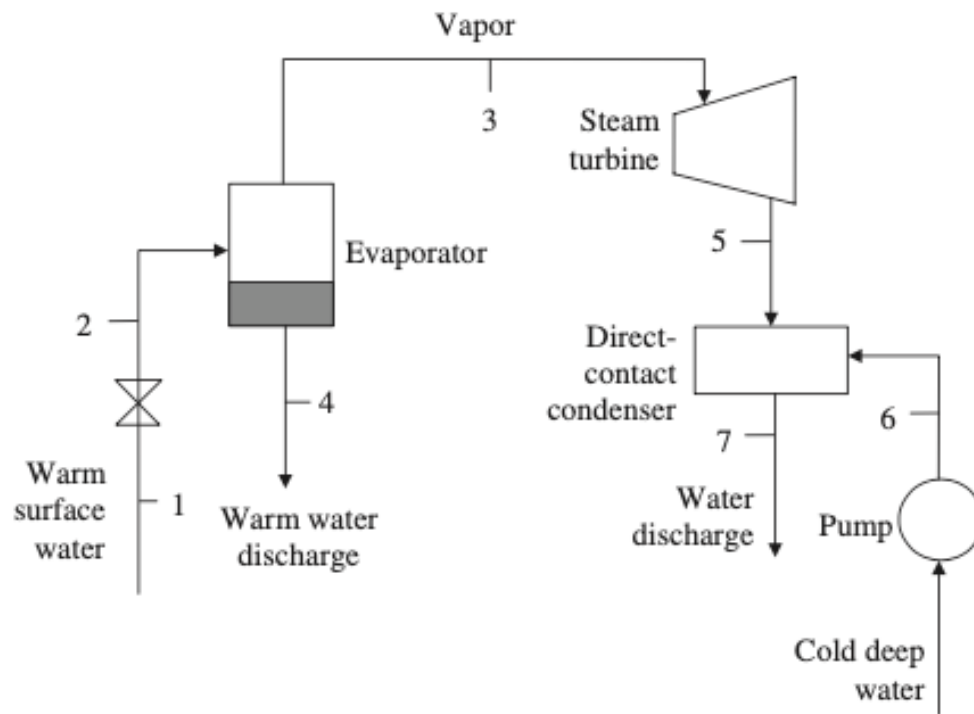 Vapor
3
Steam
turbine
5
Evaporator
2
4
Direct-
contact
condenser
6
7
Warm
surface
water
1
Warm water
discharge
Water
discharge
Pump
Cold deep
water